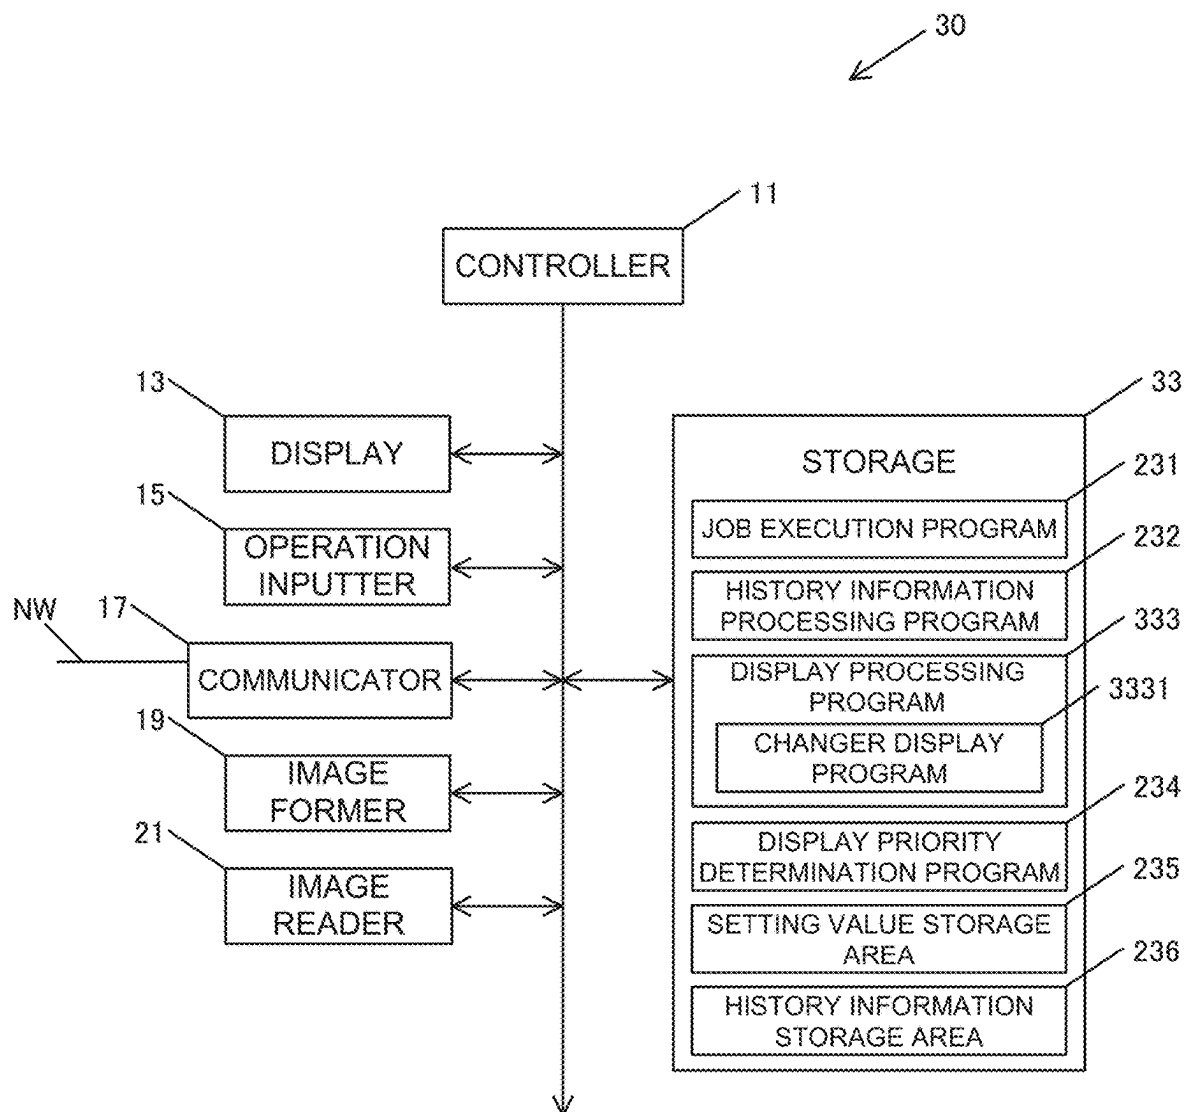 30
11
CONTROLLER
13
DISPLAY
15
OPERATION
INPUTTER
NW
17
COMMUNICATOR
19
IMAGE
FORMER
21
IMAGE
READER
33
STORAGE
231
JOB EXECUTION PROGRAM
232
HISTORY INFORMATION
PROCESSING PROGRAM
333
DISPLAY PROCESSING
PROGRAM
3331
CHANGER DISPLAY
PROGRAM
234
DISPLAY PRIORITY
DETERMINATION PROGRAM
235
SETTING VALUE STORAGE
AREA
236
HISTORY INFORMATION
STORAGE AREA